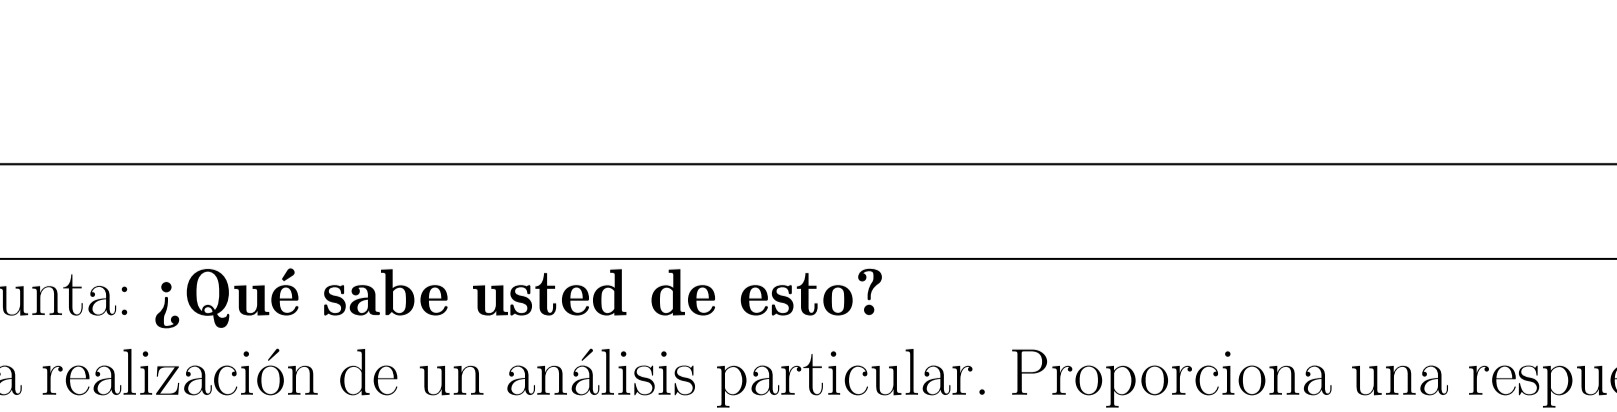 unta: ¿Qué sabe usted de esto?
a realización de un análisis particular. Proporciona una respue